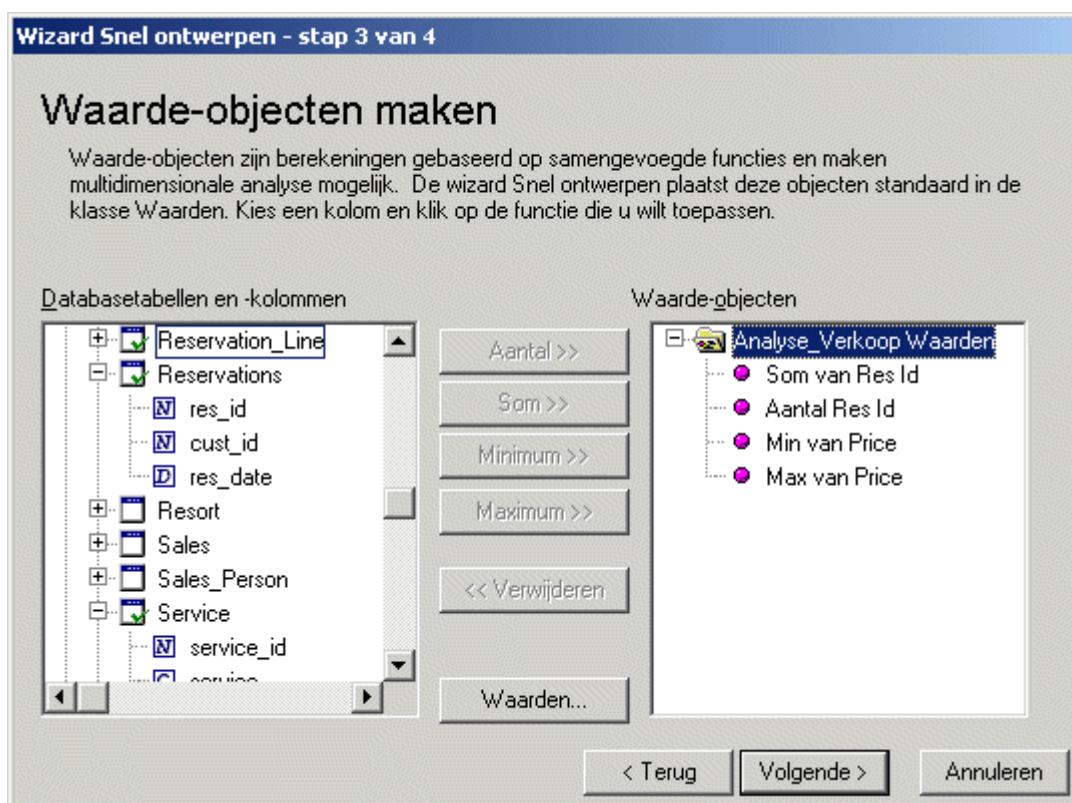 Wizard Snel ontwerpen - stap 3 van 4
Waarde-objecten maken
Waarde-objecten zijn berekeningen gebaseerd op samengevoegde functies en maken
multidimensionale analyse mogelijk. De wizard Snel ontwerpen plaatst deze objecten standaard in de
klasse Waarden. Kies een kolom en klik op de functie die u wilt toepassen.
Databasetabellen en -kolommen
Reservation_Line
Reservations
N res_id
N cust_id
D res_date
Resort
Sales
Sales_Person
Service
N service_id
Aantal >>
Som >>
Minimum >>
Maximum >>
<< Verwijderen
Waarden...
Waarde-objecten
Analyse_Verkoop Waarden
Som van Res Id
Aantal Res Id
Min van Price
Max van Price
< Terug
Volgende >
Annuleren